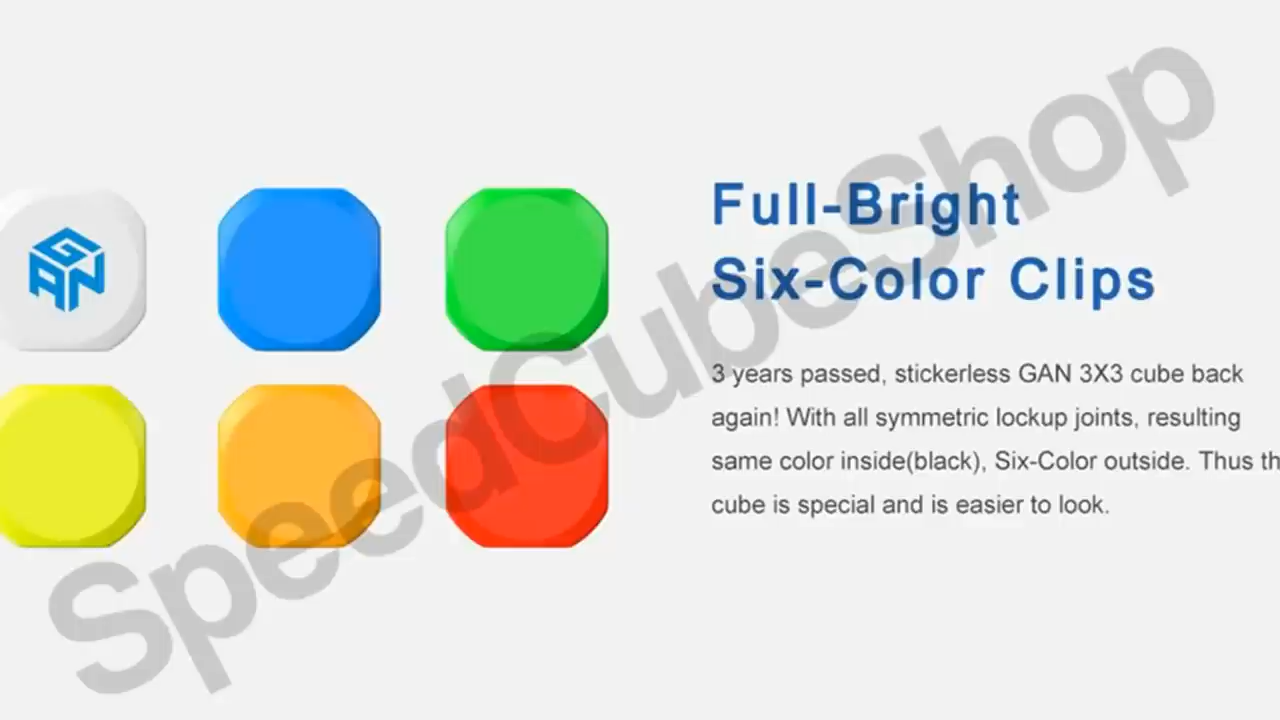 GAN
Full-Bright
Six-Color Clips
3 years passed, stickerless GAN 3X3 cube back
again! With all symmetric lockup joints, resulting
same color inside(black), Six-Color outside. Thus th
cube is special and is easier to look.
SpeedCubeShop